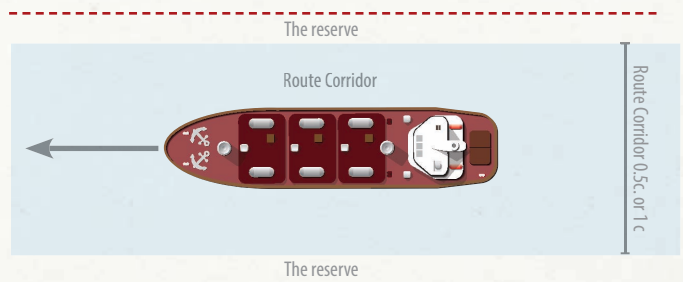 The reserve
Route Corridor
Route Corridor 0.5c. or 1 c
The reserve